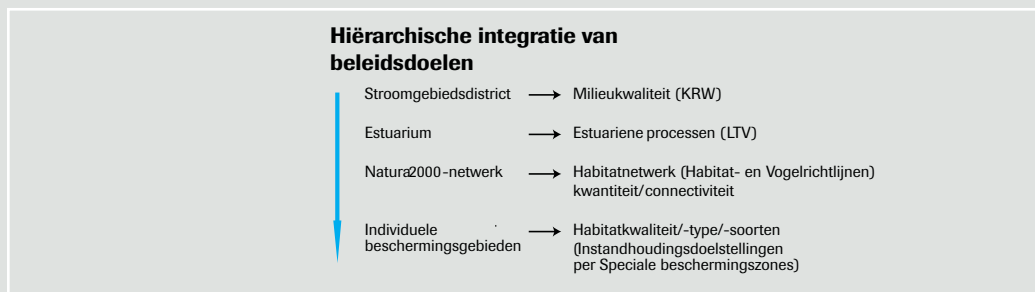 Hiërarchische integratie van
beleidsdoelen
Stroomgebiedsdistrict → Milieukwaliteit (KRW)
Estuarium → Estuariene processen (LTV)
Natura2000-netwerk → Habitatnetwerk (Habitat- en Vogelrichtlijnen)
kwantiteit/connectiviteit
Individuele → Habitatkwaliteit/-type/-soorten
beschermingsgebieden (Instandhoudingsdoelstellingen
per Speciale beschermingszones)